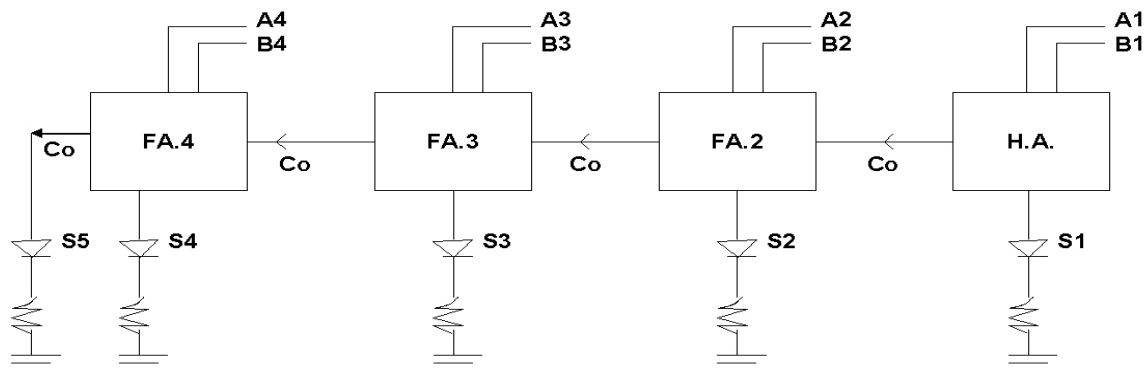 A4 A3 A2 A1
B4 B3 B2 B1
FA.4 FA.3 FA.2 H.A.
Co Co Co Co
S5 S4 S3 S2 S1